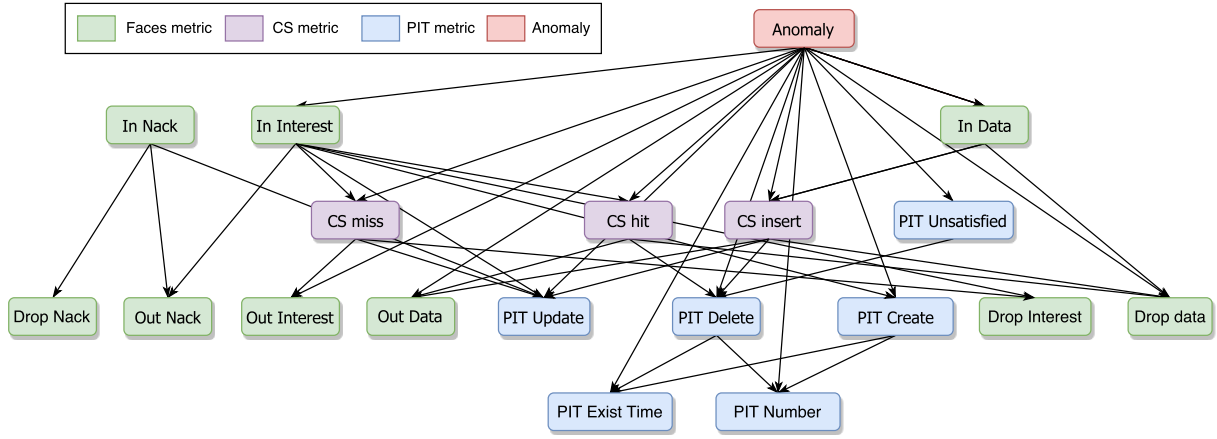 Faces metric CS metric PIT metric Anomaly
Anomaly
In Nack In Interest In Data
CS miss CS hit CS insert PIT Unsatisfied
Drop Nack Out Nack Out Interest Out Data PIT Update PIT Delete PIT Create Drop Interest Drop data
PIT Exist Time PIT Number